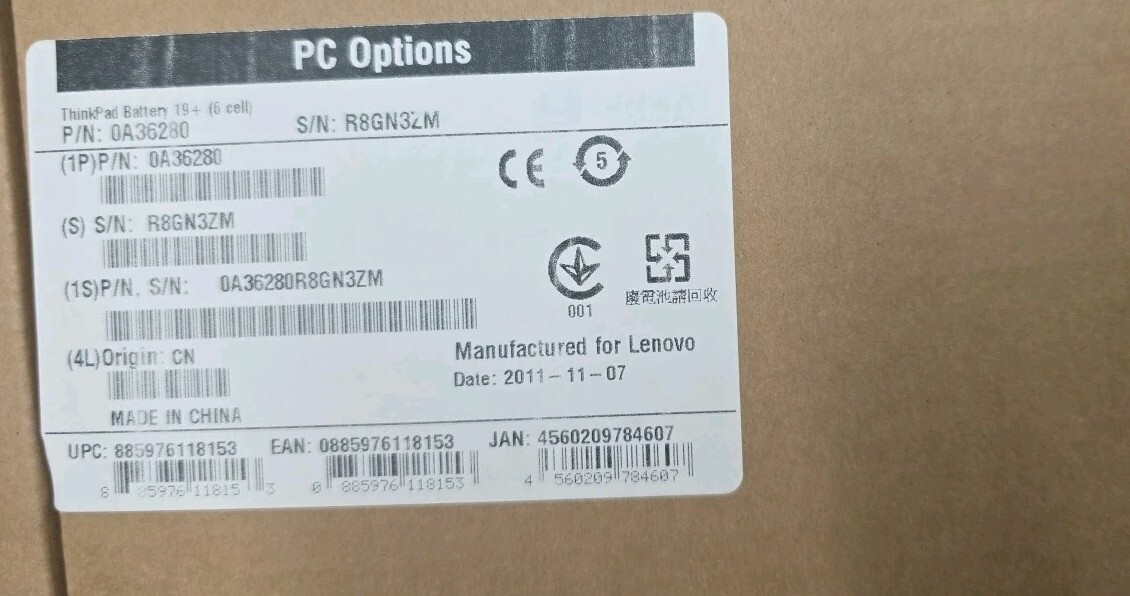 PC Options
ThinkPad Battery 19+ (6 cell)
P/N: 0A36280 S/N: R8GN3ZM
(1P)P/N: 0A36280
5
(S) S/N: R8GN3ZM
(1S)P/N. S/N: 0A36280R8GN3ZM
001
廢電池請回收
(4L)Origin: CN
Manufactured for Lenovo
Date: 2011-11-07
MADE IN CHINA
UPC: 885976118153 EAN: 0885976118153 JAN: 4560209784607
8 85976 11815 3 0 885976 118153 4 560209 784607